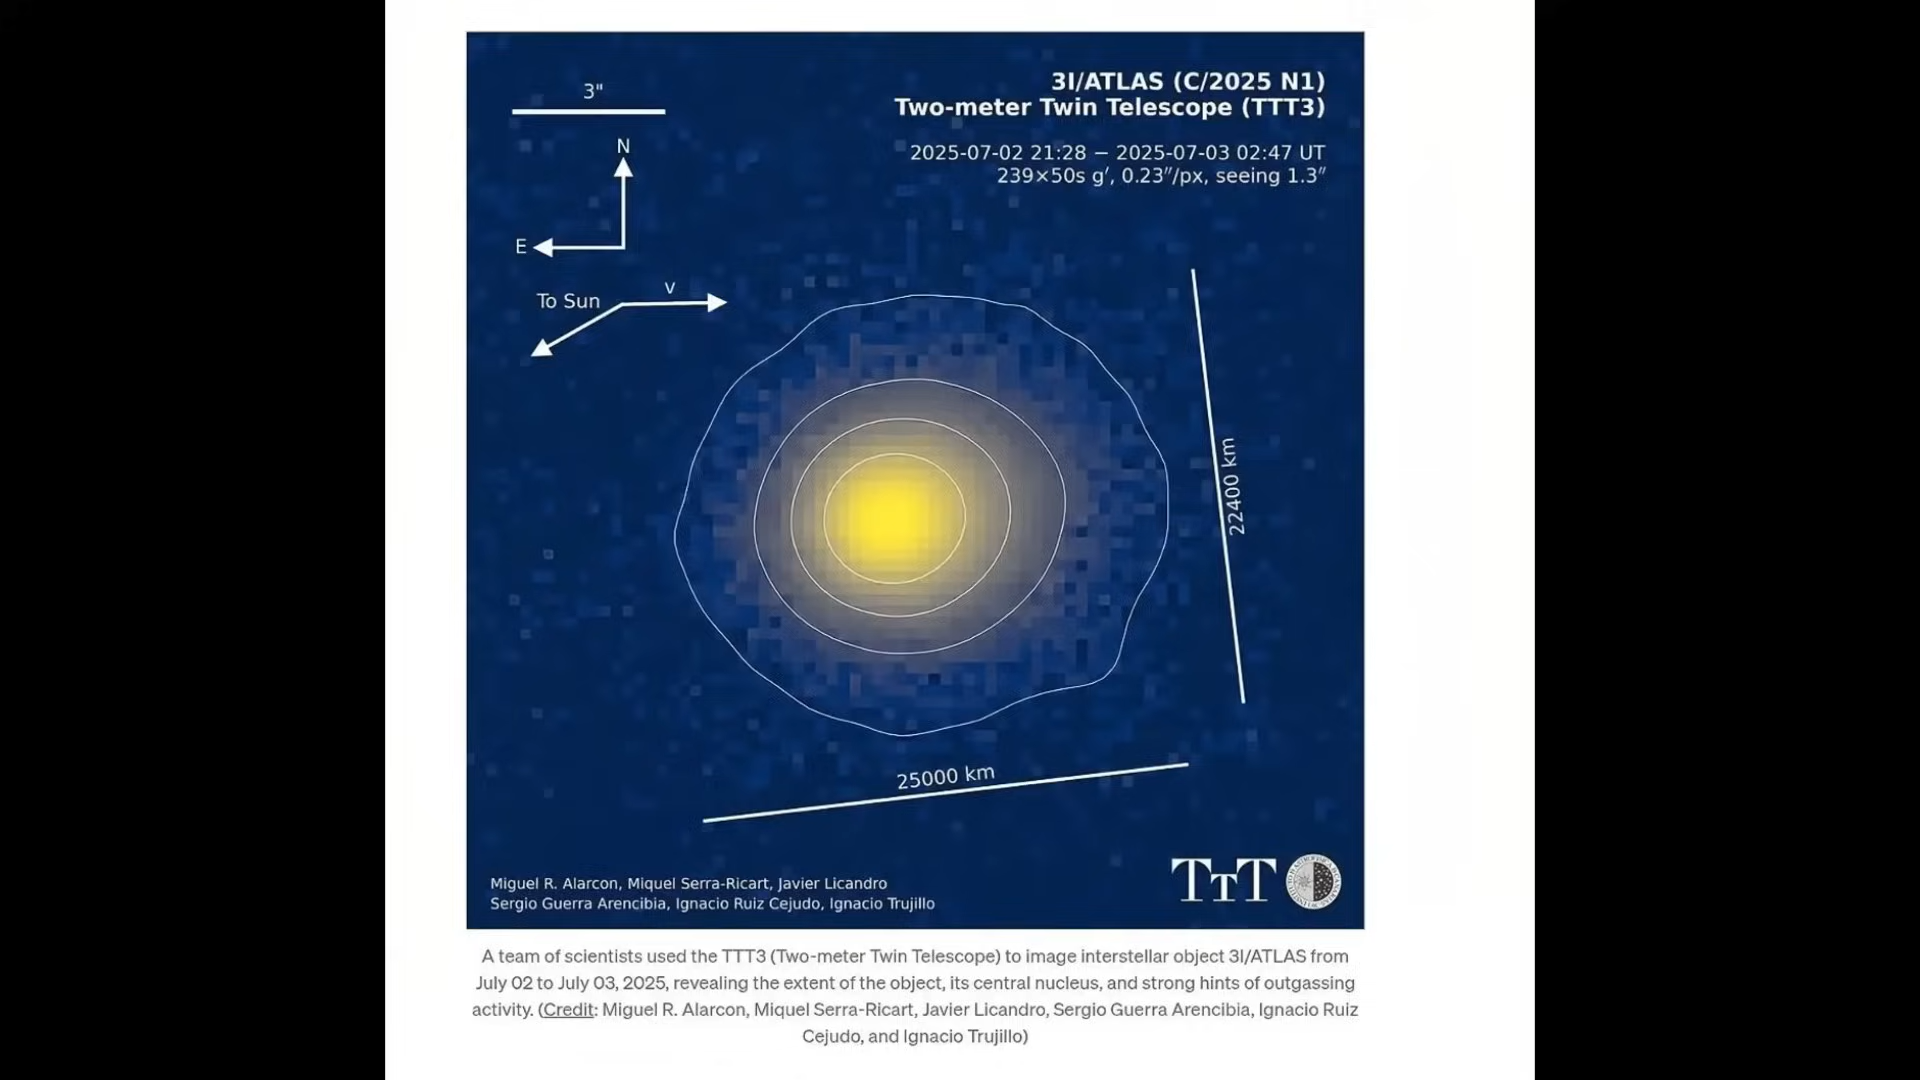 3"
3I/ATLAS (C/2025 N1)
Two-meter Twin Telescope (TTT3)
N
2025-07-02 21:28 − 2025-07-03 02:47 UT
239×50s g′, 0.23″/px, seeing 1.3″
E
v
To Sun
22400 km
25000 km
Miguel R. Alarcon, Miquel Serra-Ricart, Javier Licandro
Sergio Guerra Arencibia, Ignacio Ruiz Cejudo, Ignacio Trujillo
TTT
A team of scientists used the TTT3 (Two-meter Twin Telescope) to image interstellar object 3I/ATLAS from
July 02 to July 03, 2025, revealing the extent of the object, its central nucleus, and strong hints of outgassing
activity. (Credit: Miguel R. Alarcon, Miquel Serra-Ricart, Javier Licandro, Sergio Guerra Arencibia, Ignacio Ruiz
Cejudo, and Ignacio Trujillo)